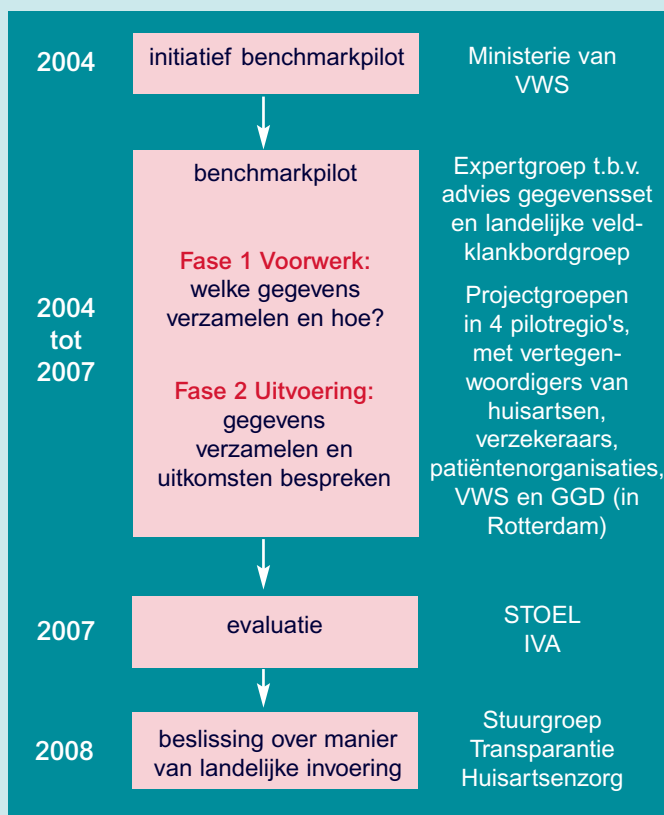 2004
initiatief benchmarkpilot
Ministerie van
VWS
2004
tot
2007
benchmarkpilot
Fase 1 Voorwerk:
welke gegevens
verzamelen en hoe?
Fase 2 Uitvoering:
gegevens
verzamelen en
uitkomsten bespreken
Expertgroep t.b.v.
advies gegevensset
en landelijke veld-
klankbordgroep
Projectgroepen
in 4 pilotregio's,
met vertegen-
woordigers van
huisartsen,
verzekeraars,
patiëntenorganisaties,
VWS en GGD (in
Rotterdam)
2007
evaluatie
STOEL
IVA
2008
beslissing over manier
van landelijke invoering
Stuurgroep
Transparantie
Huisartsenzorg